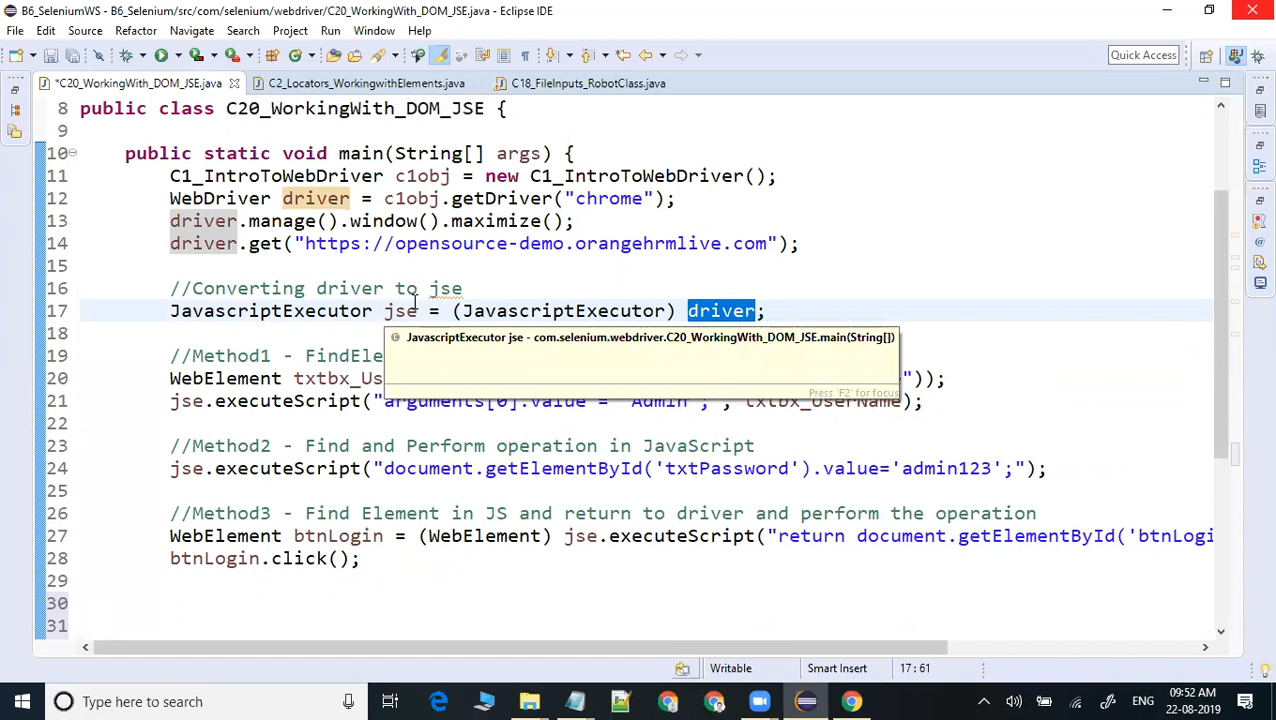 B6_SeleniumWS - B6_Selenium/src/com/selenium/webdriver/C20_WorkingWith_DOM_JSE.java - Eclipse IDE
File Edit Source Refactor Navigate Search Project Run Window Help
Quick Access
*C20_WorkingWith_DOM_JSE.java C2_Locators_WorkingwithElements.java C18_FileInputs_RobotClass.java
8 public class C20_WorkingWith_DOM_JSE {
9
10 public static void main(String[] args) {
11 C1_IntroToWebDriver c1obj = new C1_IntroToWebDriver();
12 WebDriver driver = c1obj.getDriver("chrome");
13 driver.manage().window().maximize();
14 driver.get("https://opensource-demo.orangehrmlive.com");
15
16 //Converting driver to jse
17 JavascriptExecutor jse = (JavascriptExecutor) driver;
18 JavascriptExecutor jse - com.selenium.webdriver.C20_WorkingWith_DOM_JSE.main(String[])
19 //Method1 - FindEle
20 WebElement txtbx_Us "));
Press 'F2' for focus
21 jse.executeScript("arguments[0].value = 'Admin';", txtbx_UserName);
22
23 //Method2 - Find and Perform operation in JavaScript
24 jse.executeScript("document.getElementById('txtPassword').value='admin123';");
25
26 //Method3 - Find Element in JS and return to driver and perform the operation
27 WebElement btnLogin = (WebElement) jse.executeScript("return document.getElementById('btnLogi
28 btnLogin.click();
29
30
31
Writable Smart Insert 17 : 61
Type here to search
ENG 09:52 AM
22-08-2019